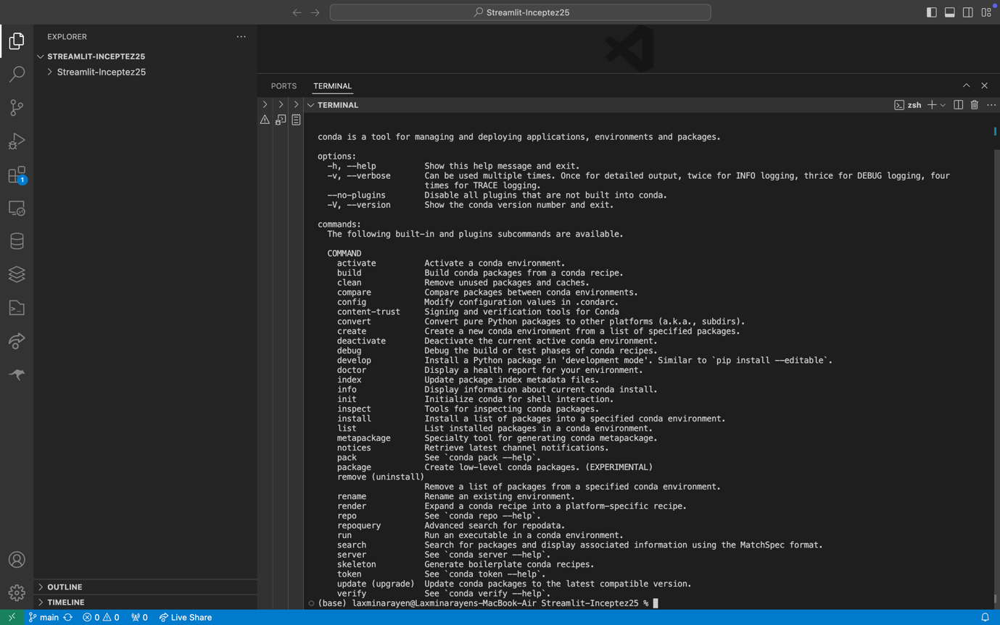 Streamlit-Inceptez25
EXPLORER
STREAMLIT-INCEPTEZ25
Streamlit-Inceptez25
PORTS
TERMINAL
TERMINAL
zsh
conda is a tool for managing and deploying applications, environments and packages.
options:
-h, --help Show this help message and exit.
-v, --verbose Can be used multiple times. Once for detailed output, twice for INFO logging, thrice for DEBUG logging, four
times for TRACE logging.
--no-plugins Disable all plugins that are not built into conda.
-V, --version Show the conda version number and exit.
commands:
The following built-in and plugins subcommands are available.
COMMAND
activate Activate a conda environment.
build Build conda packages from a conda recipe.
clean Remove unused packages and caches.
compare Compare packages between conda environments.
config Modify configuration values in .condarc.
content-trust Signing and verification tools for Conda
convert Convert pure Python packages to other platforms (a.k.a., subdirs).
create Create a new conda environment from a list of specified packages.
deactivate Deactivate the current active conda environment.
debug Debug the build or test phases of conda recipes.
develop Install a Python package in 'development mode'. Similar to `pip install --editable`.
doctor Display a health report for your environment.
index Update package index metadata files.
info Display information about current conda install.
init Initialize conda for shell interaction.
inspect Tools for inspecting conda packages.
install Install a list of packages into a specified conda environment.
list List installed packages in a conda environment.
metapackage Specialty tool for generating conda metapackage.
notices Retrieve latest channel notifications.
pack See `conda pack --help`.
package Create low-level conda packages. (EXPERIMENTAL)
remove (uninstall)
Remove a list of packages from a specified conda environment.
rename Rename an existing environment.
render Expand a conda recipe into a platform-specific recipe.
repo See `conda repo --help`.
repoquery Advanced search for repodata.
run Run an executable in a conda environment.
search Search for packages and display associated information using the MatchSpec format.
server See `conda server --help`.
skeleton Generate boilerplate conda recipes.
token See `conda token --help`.
update (upgrade) Update conda packages to the latest compatible version.
verify See `conda verify --help`.
(base) laxminarayen@Laxminarayens-MacBook-Air Streamlit-Inceptez25 %
1
OUTLINE
TIMELINE
main 0 0 0 Live Share